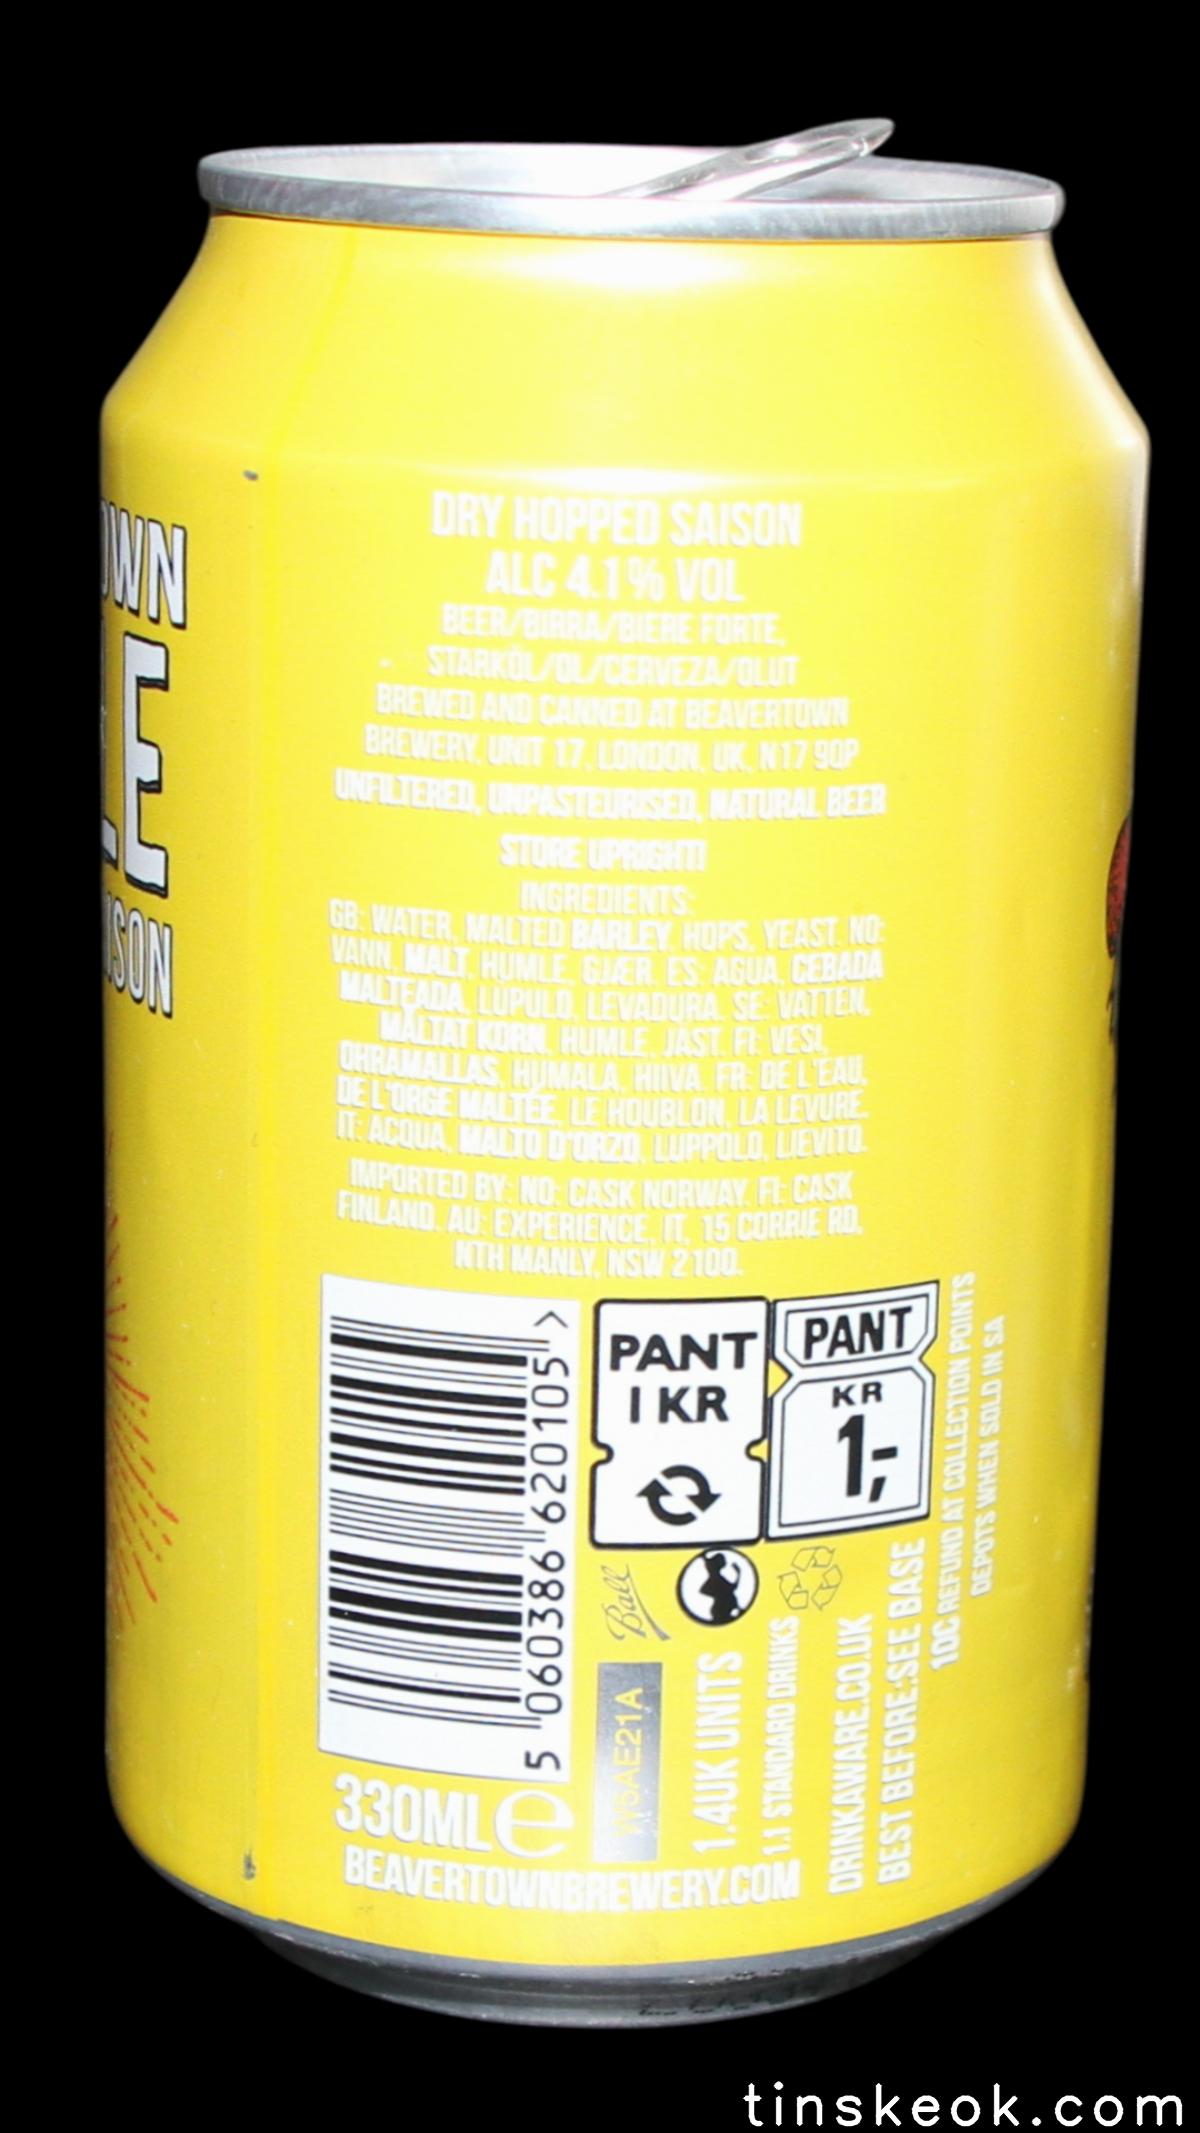 OWN
LE
ISON
DRY HOPPED SAISON
ALC 4.1% VOL
BEER/BIRRA/BIERE FORTE,
STARKÖL/OL/CERVEZA/OLUT
BREWED AND CANNED AT BEAVERTOWN
BREWERY, UNIT 17, LONDON, UK, N17 9QP
UNFILTERED, UNPASTEURISED, NATURAL BEER
STORE UPRIGHT!
INGREDIENTS:
GB: WATER, MALTED BARLEY, HOPS, YEAST. NO:
VANN, MALT, HUMLE, GJÆR. ES: AGUA, CEBADA
MALTEADA, LUPULO, LEVADURA. SE: VATTEN,
MÄLTAT KORN, HUMLE, JÄST. FI: VESI,
OHRAMALLAS, HUMALA, HIIVA. FR: DE L'EAU,
DE L'ORGE MALTÉE, LE HOUBLON, LA LEVURE.
IT: ACQUA, MALTO D'ORZO, LUPPOLO, LIEVITO.
IMPORTED BY: NO: CASK NORWAY. FI: CASK
FINLAND. AU: EXPERIENCE, IT, 15 CORRIE RD,
NTH MANLY, NSW 2100.
5 060386 620105 >
PANT
1 KR
PANT
KR
1,-
10C REFUND AT COLLECTION POINTS
DEPOTS WHEN SOLD IN SA
Ball
W5AE21A
1.4UK UNITS
1.1 STANDARD DRINKS
DRINKAWARE.CO.UK
BEST BEFORE:SEE BASE
330ML e
BEAVERTOWNBREWERY.COM
tinskeok.com